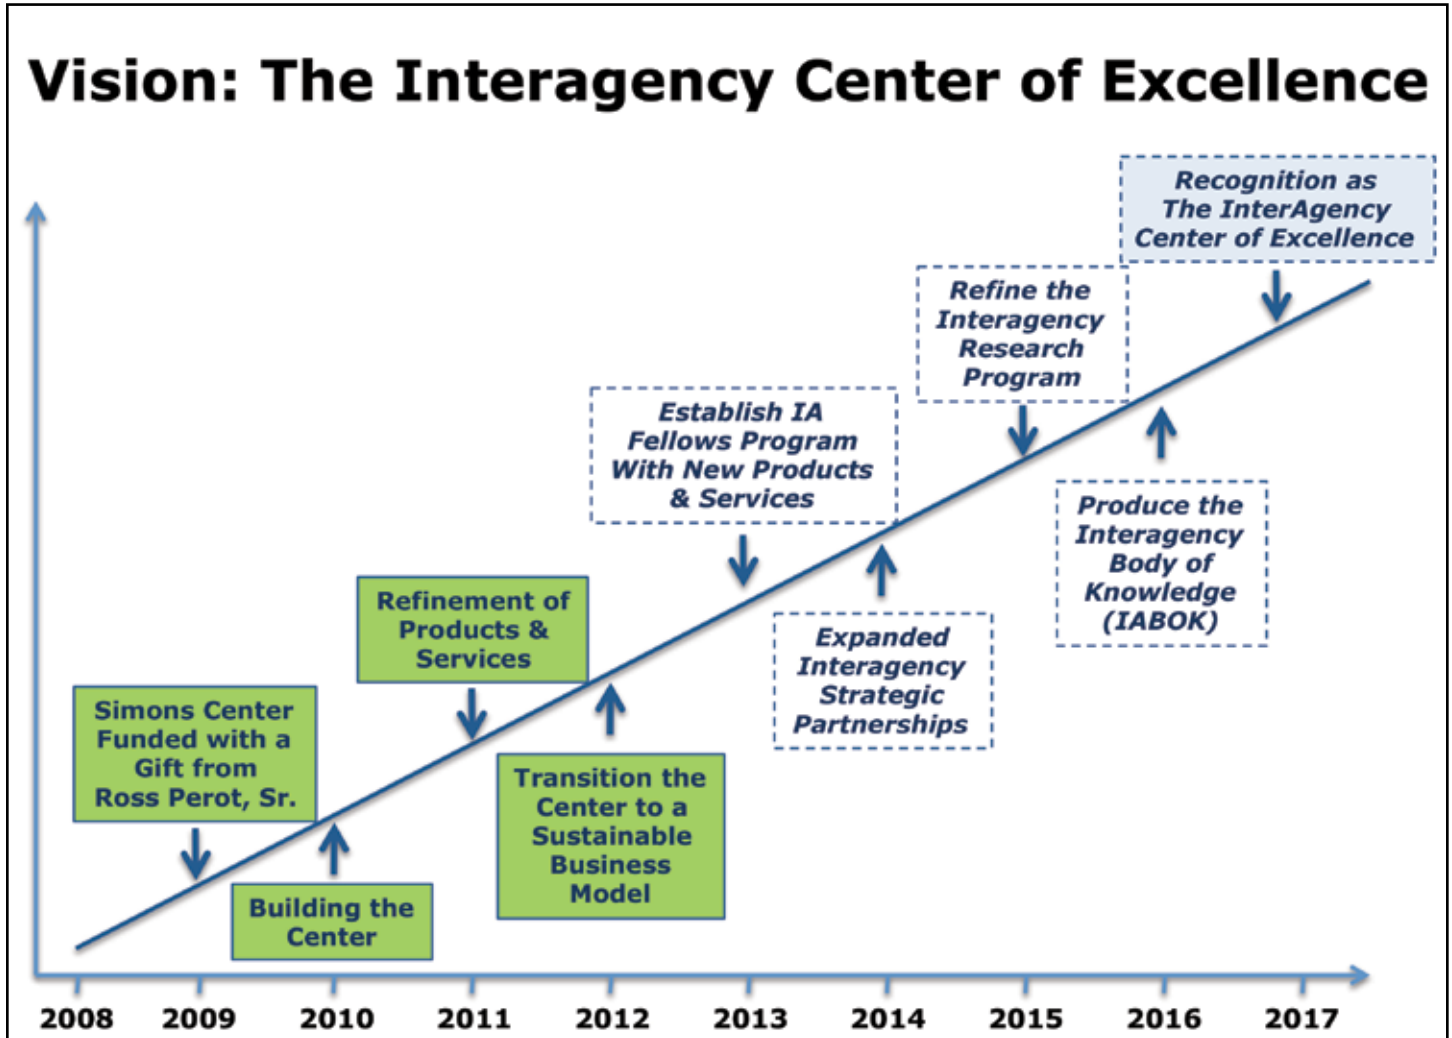 Vision: The Interagency Center of Excellence
Recognition as
The InterAgency
Center of Excellence
Refine the
Interagency
Research
Program
Establish IA
Fellows Program
With New Products
& Services
Produce the
Interagency
Body of
Knowledge
(IABOK)
Refinement of
Products &
Services
Expanded
Interagency
Strategic
Partnerships
Simons Center
Funded with a
Gift from
Ross Perot, Sr.
Transition the
Center to a
Sustainable
Business
Model
Building the
Center
2008 2009 2010 2011 2012 2013 2014 2015 2016 2017